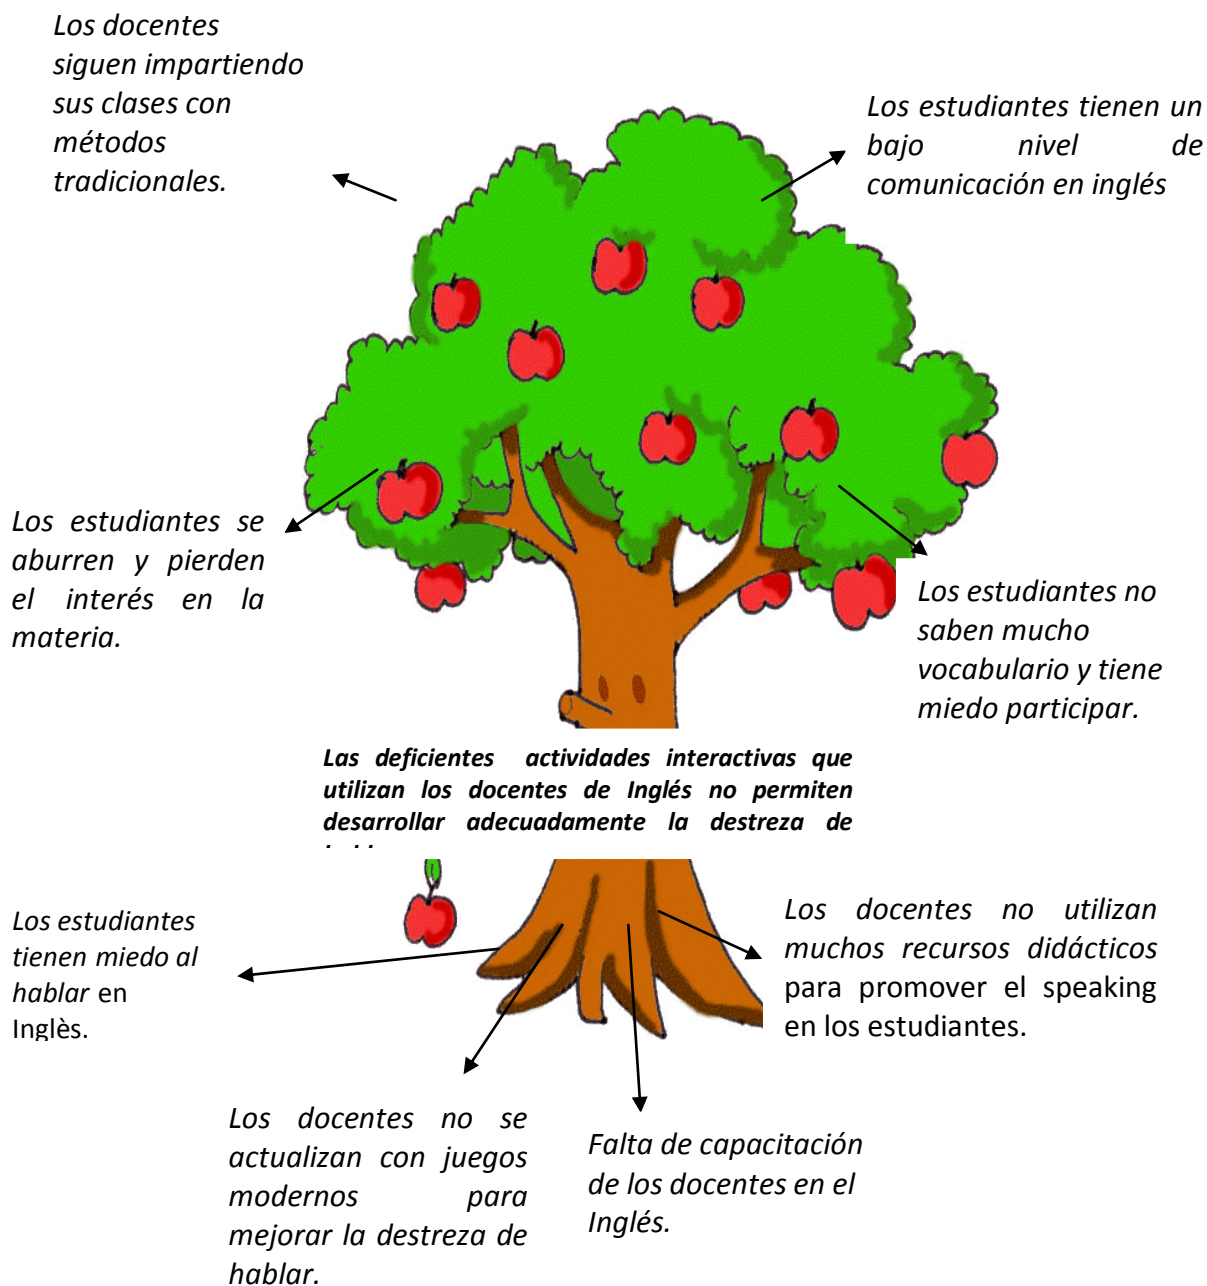 Los docentes
siguen impartiendo
sus clases con
métodos
tradicionales.
Los estudiantes tienen un
bajo nivel de
comunicación en inglés
Los estudiantes se
aburren y pierden
el interés en la
materia.
Los estudiantes no
saben mucho
vocabulario y tiene
miedo participar.
Las deficientes actividades interactivas que
utilizan los docentes de Inglés no permiten
desarrollar adecuadamente la destreza de
Los estudiantes
tienen miedo al
hablar en
Inglès.
Los docentes no utilizan
muchos recursos didácticos
para promover el speaking
en los estudiantes.
Los docentes no se
actualizan con juegos
modernos para
mejorar la destreza de
hablar.
Falta de capacitación
de los docentes en el
Inglés.